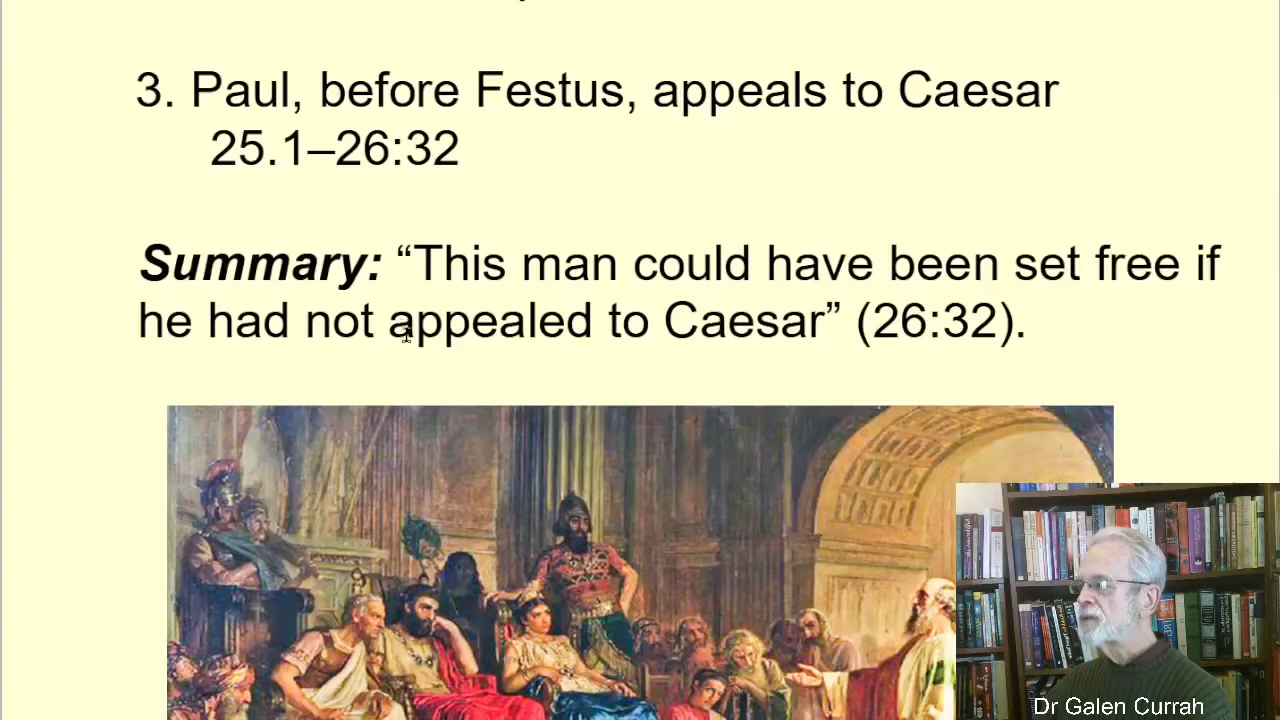 3. Paul, before Festus, appeals to Caesar
25.1–26:32
Summary: “This man could have been set free if
he had not appealed to Caesar” (26:32).
Dr Galen Currah